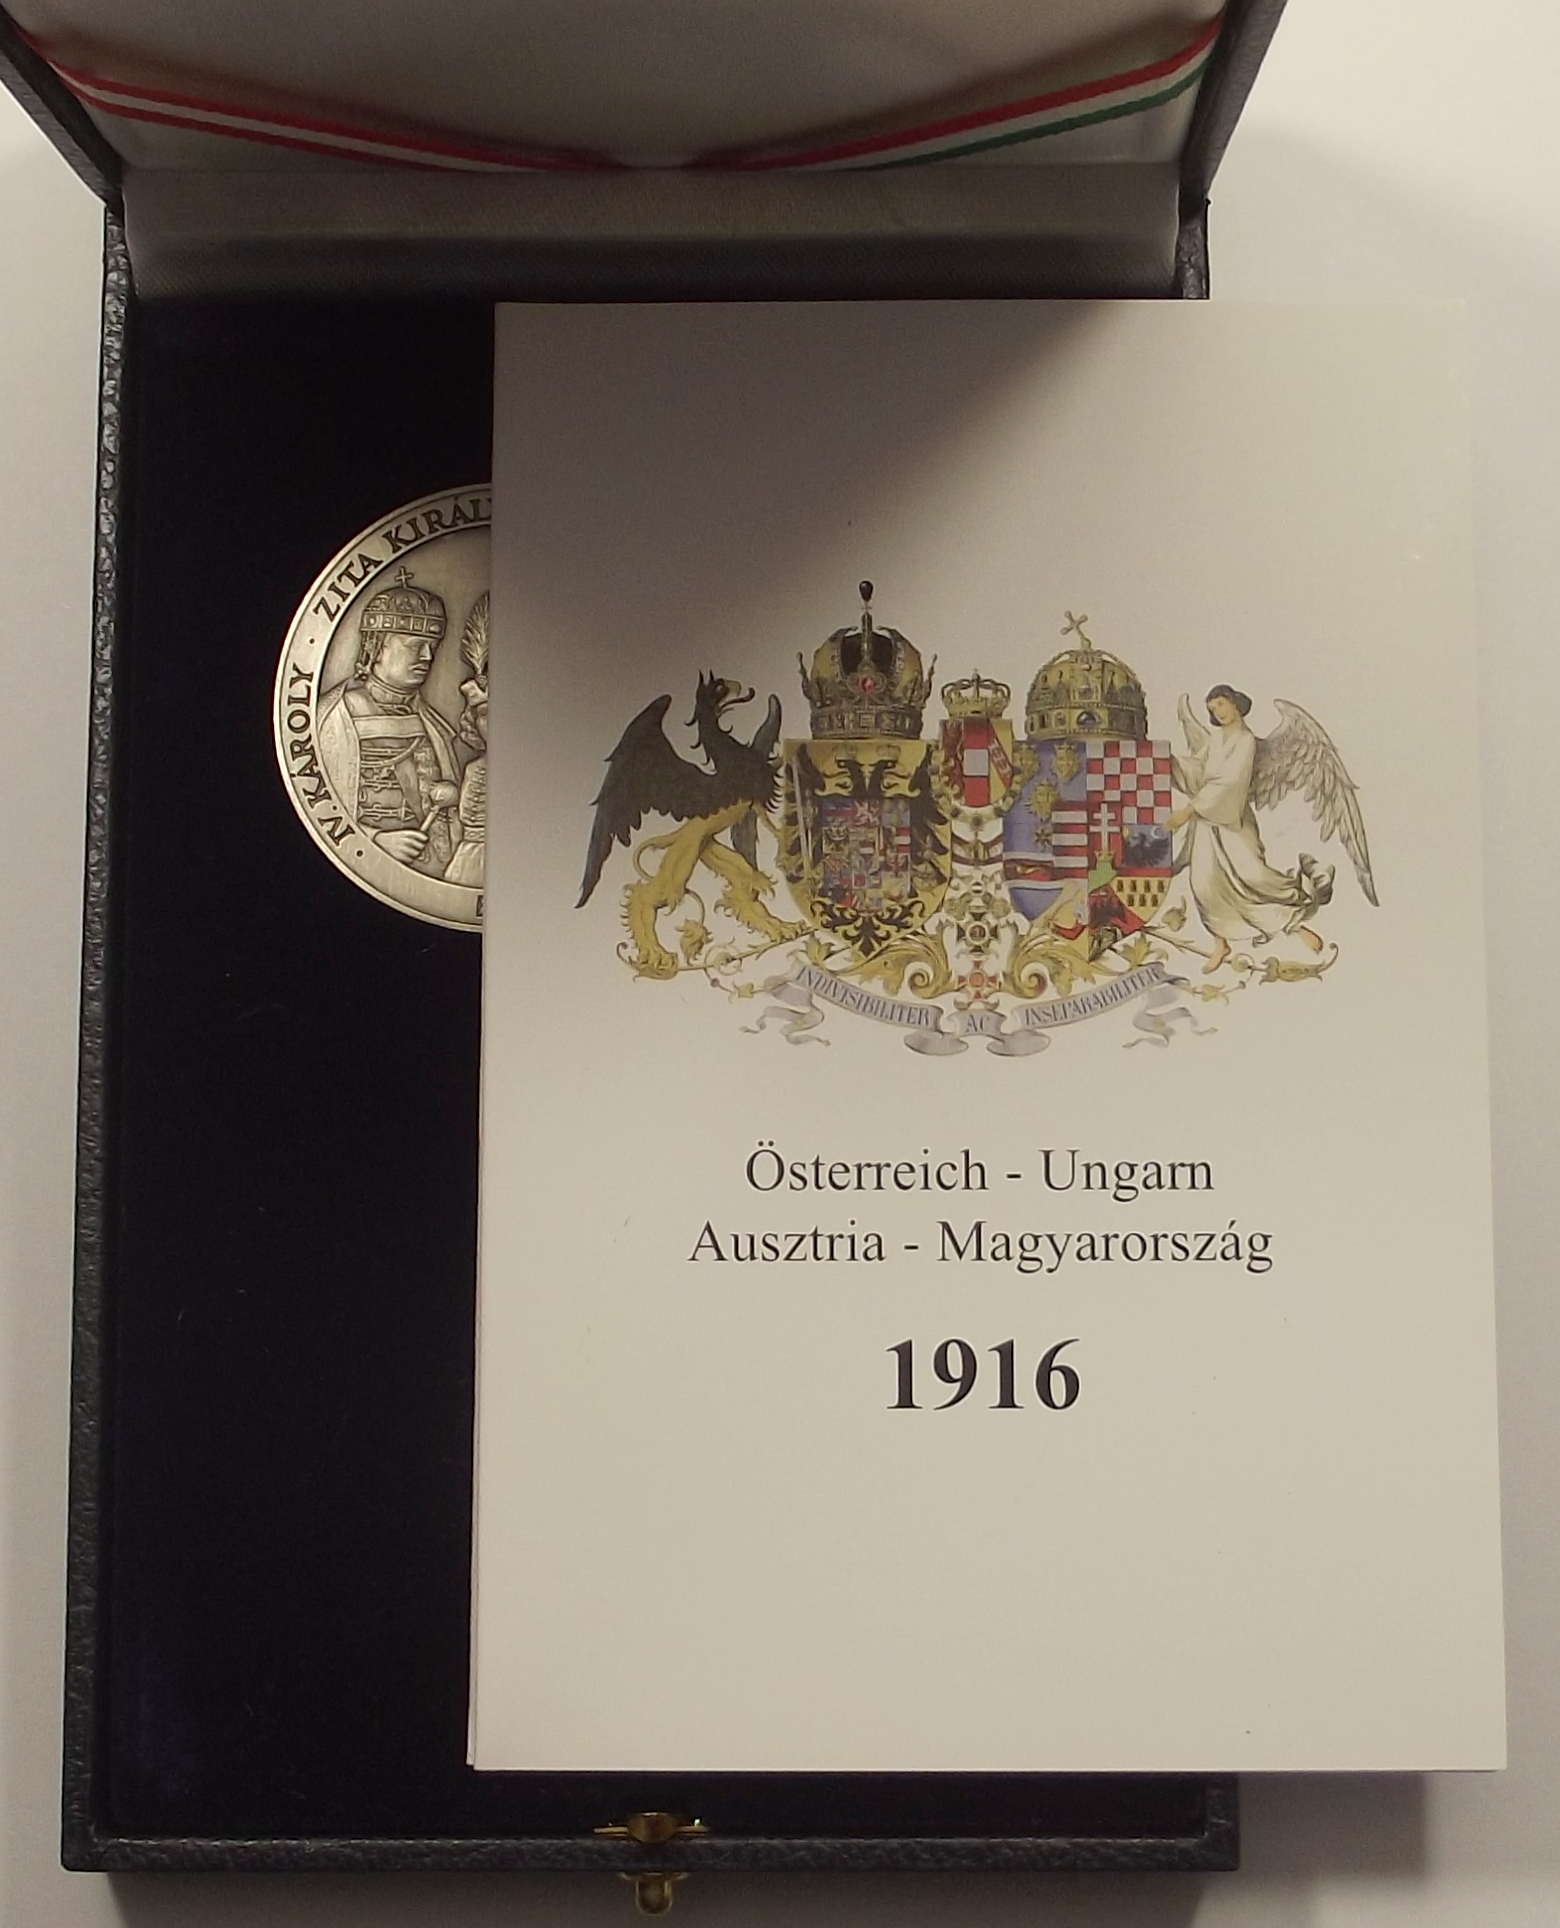 · IV. KÁROLY · ZITA KIRÁL
INDIVISIBILITER AC INSEPARABILITER
Österreich - Ungarn
Ausztria - Magyarország
1916